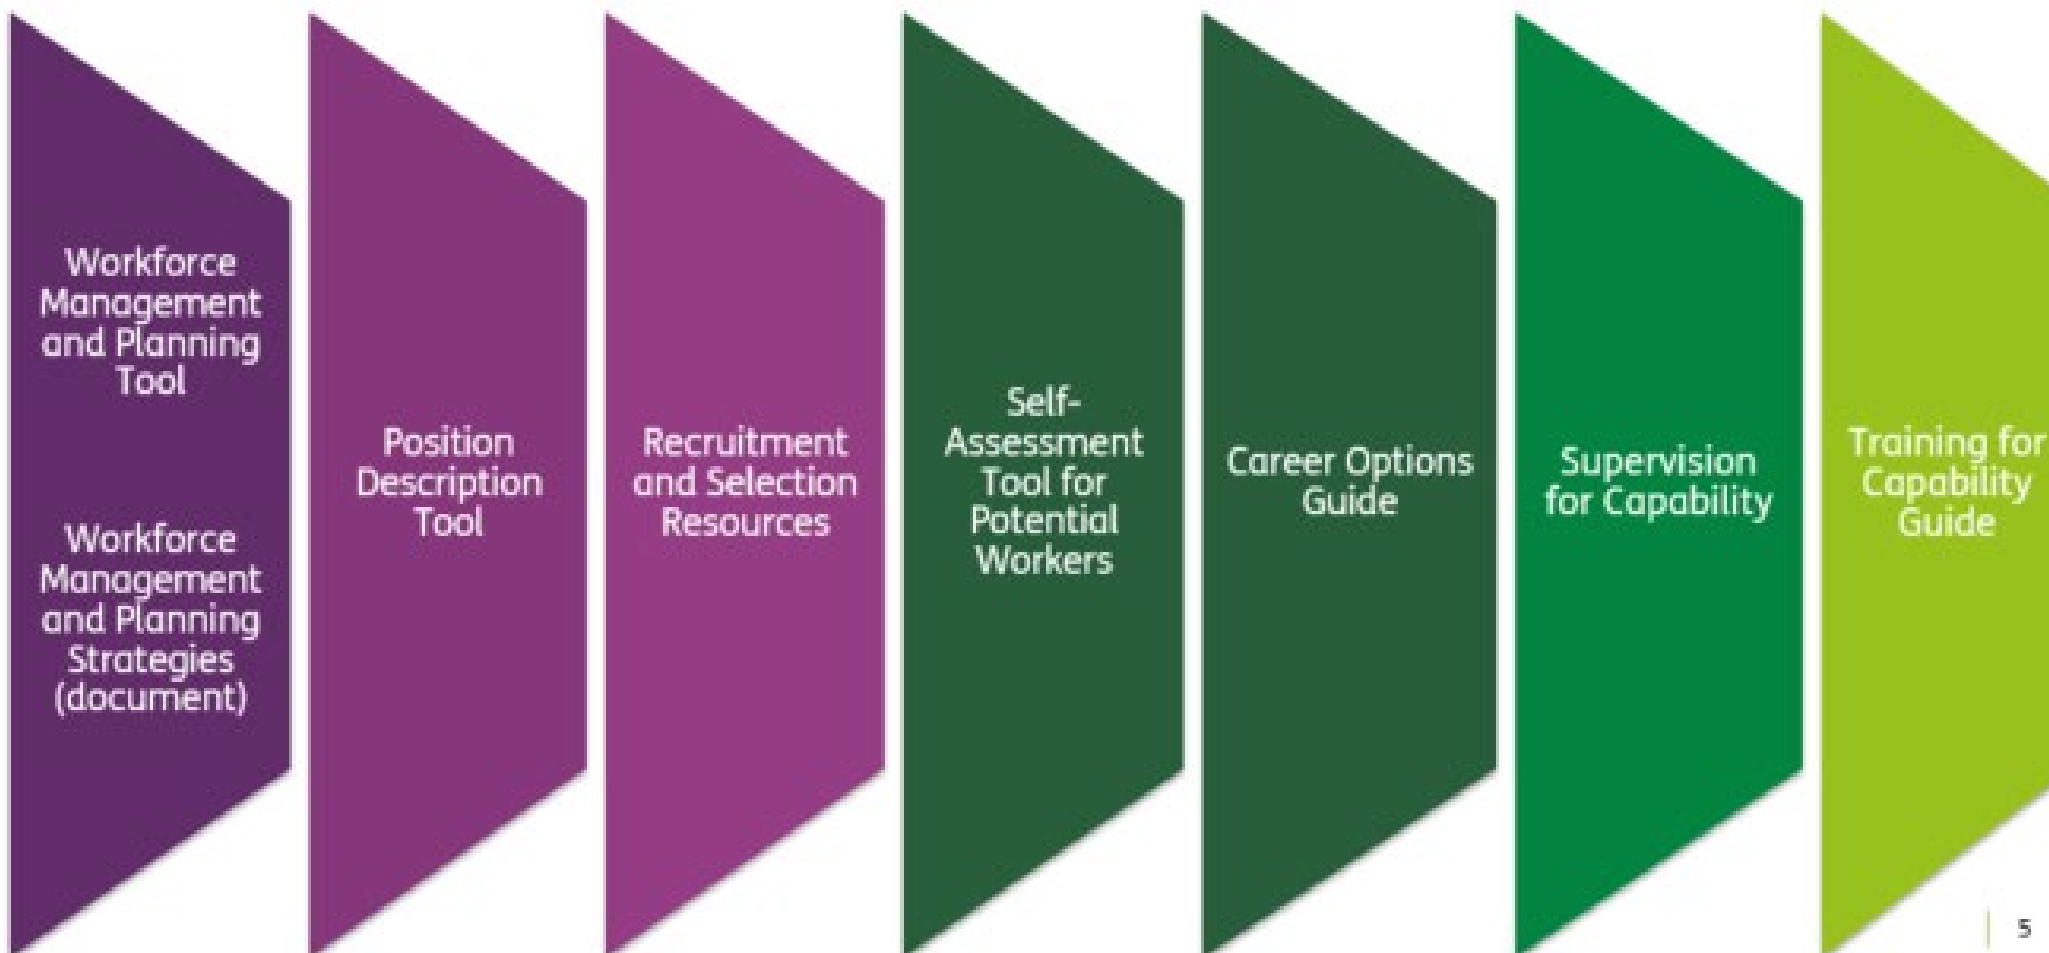 Workforce
Management
and Planning
Tool
Workforce
Management
and Planning
Strategies
(document)
Position
Description
Tool
Recruitment
and Selection
Resources
Self-
Assessment
Tool for
Potential
Workers
Career Options
Guide
Supervision
for Capability
Training for
Capability
Guide
5